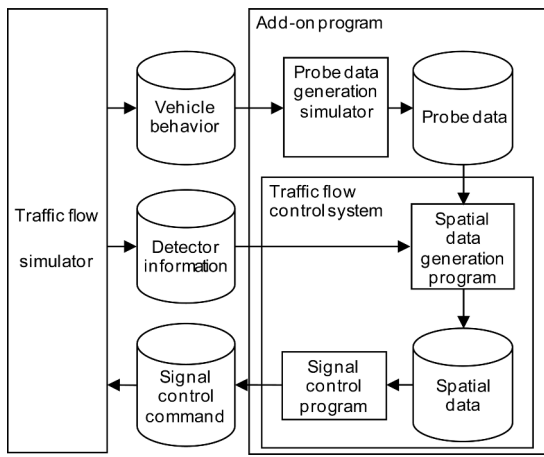 Add-on program
Vehicle
behavior
Probe data
generation
simulator
Probe data
Traffic flow
simulator
Detector
information
Traffic flow
control system
Spatial
data
generation
program
Signal
control
command
Signal
control
program
Spatial
data